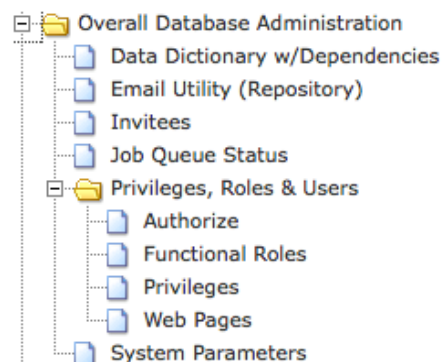 Overall Database Administration
Data Dictionary w/Dependencies
Email Utility (Repository)
Invitees
Job Queue Status
Privileges, Roles & Users
Authorize
Functional Roles
Privileges
Web Pages
System Parameters